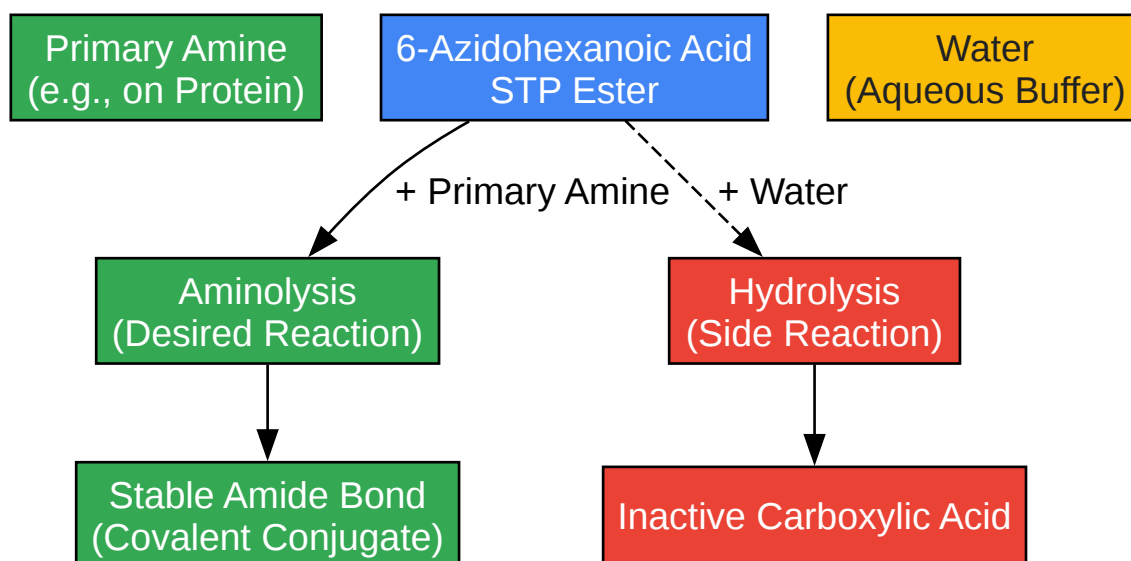 Primary Amine
(e.g., on Protein)
6-Azidohexanoic Acid
STP Ester
Water
(Aqueous Buffer)
+ Primary Amine
+ Water
Aminolysis
(Desired Reaction)
Hydrolysis
(Side Reaction)
Stable Amide Bond
(Covalent Conjugate)
Inactive Carboxylic Acid